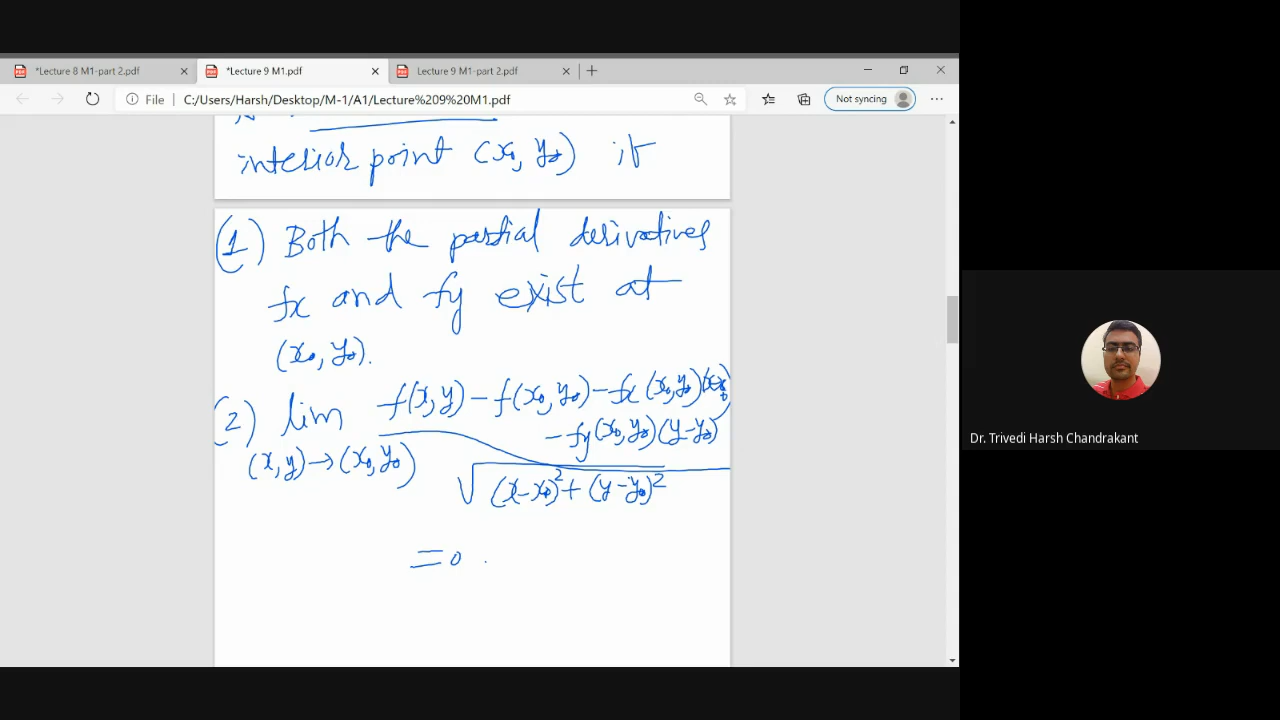 *Lecture 8 M1-part 2.pdf
*Lecture 9 M1.pdf
Lecture 9 M1-part 2.pdf
File C:/Users/Harsh/Desktop/M-1/A1/Lecture%209%20M1.pdf
Not syncing
interior point (x₀, y₀) if
(1) Both the partial derivatives
fx and fy exist at
(x₀, y₀).
(2) lim f(x, y) - f(x₀, y₀) - fx(x₀, y₀)(x-x₀)
- fy(x₀, y₀)(y-y₀)
(x, y) → (x₀, y₀)
√(x-x₀)² + (y-y₀)²
= 0.
Dr. Trivedi Harsh Chandrakant